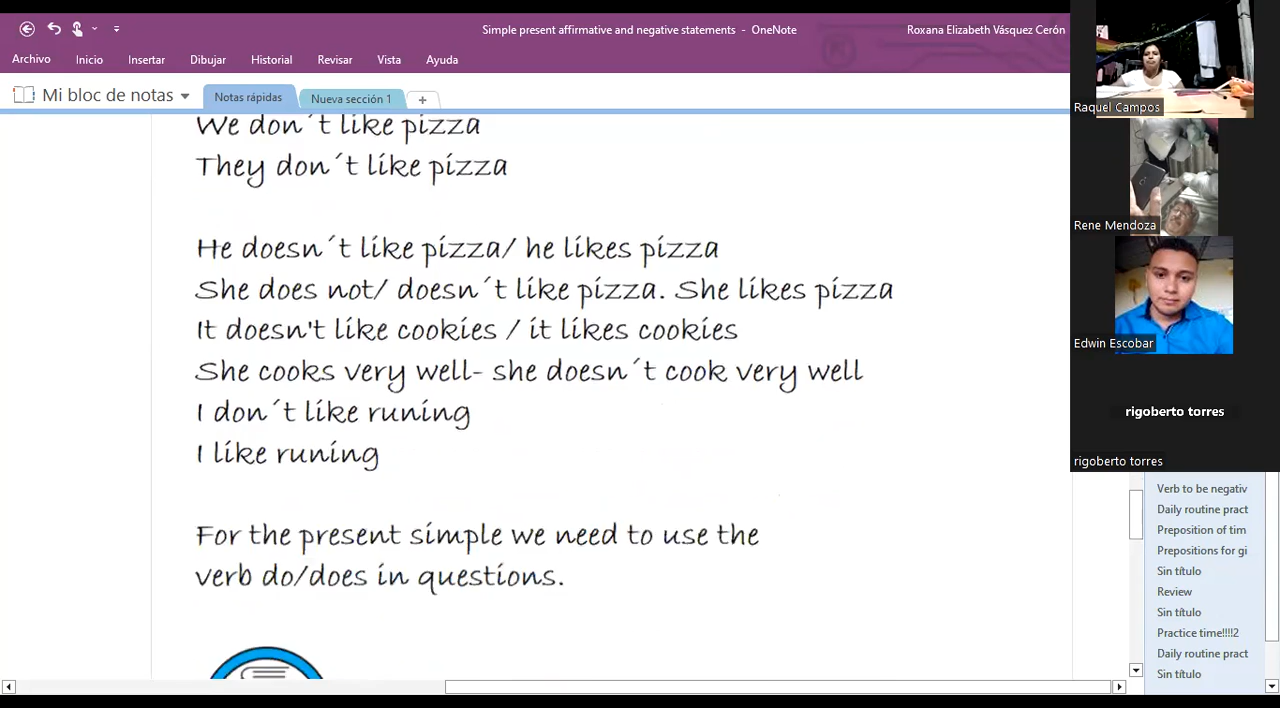 Simple present affirmative and negative statements - OneNote
Roxana Elizabeth Vásquez Cerón
Archivo Inicio Insertar Dibujar Historial Revisar Vista Ayuda
Mi bloc de notas Notas rápidas Nueva sección 1 +
We don´t like pizza
They don´t like pizza
He doesn´t like pizza/ he likes pizza
She does not/ doesn´t like pizza. She likes pizza
It doesn't like cookies / it likes cookies
She cooks very well- she doesn´t cook very well
I don´t like runing
I like runing
For the present simple we need to use the
verb do/does in questions.
Raquel Campos
Rene Mendoza
Edwin Escobar
rigoberto torres
rigoberto torres
Verb to be negativ
Daily routine pract
Preposition of tim
Prepositions for gi
Sin título
Review
Sin título
Practice time!!!!2
Daily routine pract
Sin título